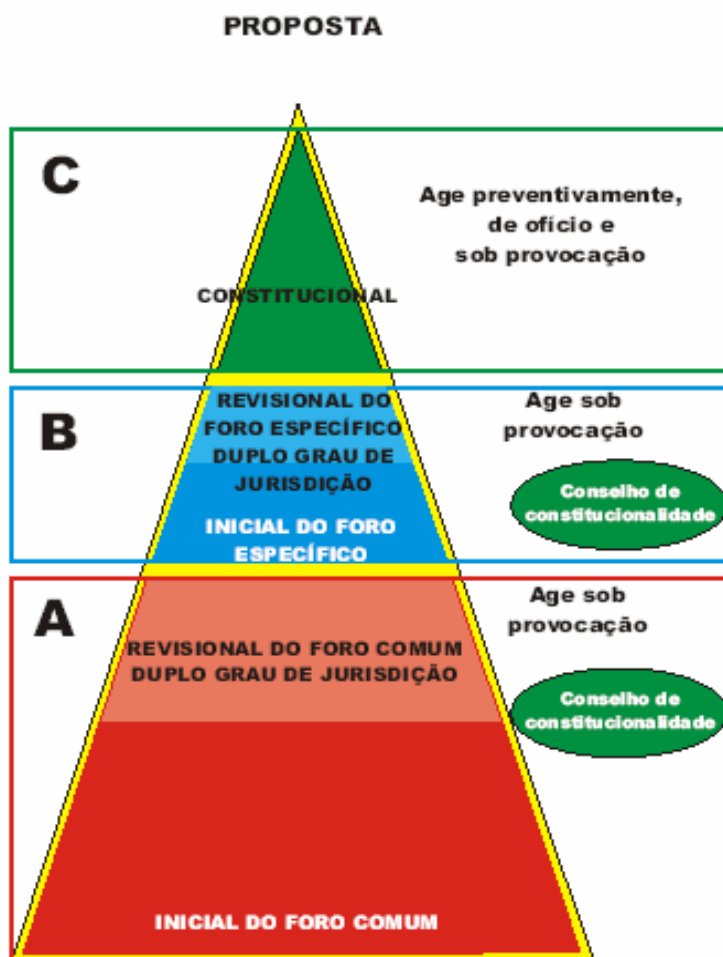 PROPOSTA
C
Age preventivamente,
de ofício e
sob provocação
CONSTITUCIONAL
B
REVISIONAL DO
FORO ESPECÍFICO
DUPLO GRAU DE
JURISDIÇÃO
INICIAL DO FORO
ESPECÍFICO
Age sob
provocação
Conselho de
constitucionalidade
A
REVISIONAL DO FORO COMUM
DUPLO GRAU DE JURISDIÇÃO
Age sob
provocação
Conselho de
constitucionalidade
INICIAL DO FORO COMUM